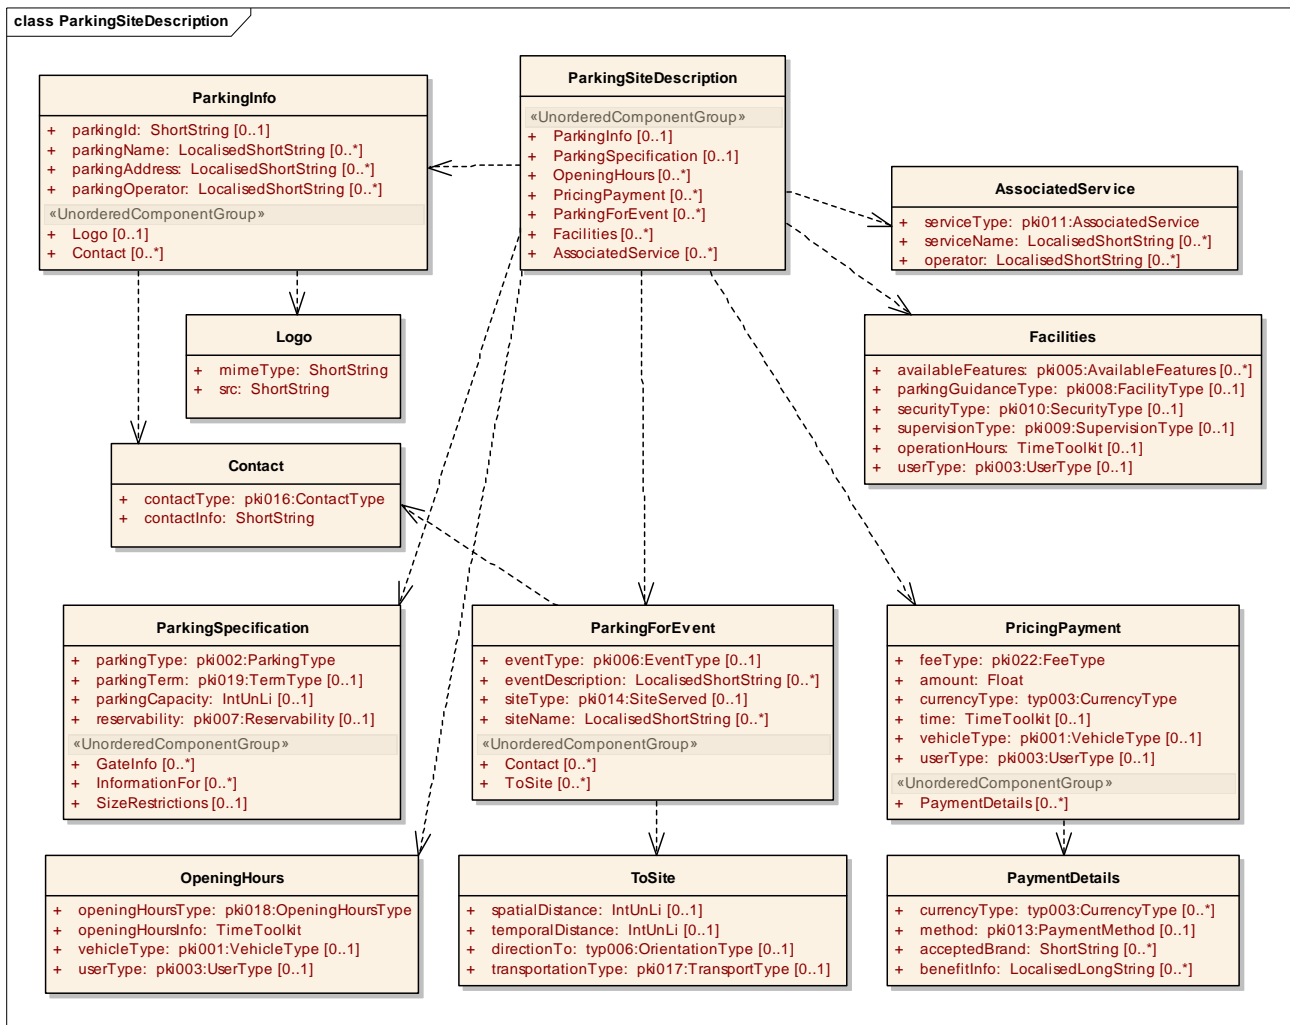 class ParkingSiteDescription
ParkingInfo
+ parkingId: ShortString [0..1]
+ parkingName: LocalisedShortString [0..*]
+ parkingAddress: LocalisedShortString [0..*]
+ parkingOperator: LocalisedShortString [0..*]
«UnorderedComponentGroup»
+ Logo [0..1]
+ Contact [0..*]
ParkingSiteDescription
«UnorderedComponentGroup»
+ ParkingInfo [0..1]
+ ParkingSpecification [0..1]
+ OpeningHours [0..*]
+ PricingPayment [0..*]
+ ParkingForEvent [0..*]
+ Facilities [0..*]
+ AssociatedService [0..*]
AssociatedService
+ serviceType: pki011:AssociatedService
+ serviceName: LocalisedShortString [0..*]
+ operator: LocalisedShortString [0..*]
Logo
+ mimeType: ShortString
+ src: ShortString
Facilities
+ availableFeatures: pki005:AvailableFeatures [0..*]
+ parkingGuidanceType: pki008:FacilityType [0..1]
+ securityType: pki010:SecurityType [0..1]
+ supervisionType: pki009:SupervisionType [0..1]
+ operationHours: TimeToolkit [0..1]
+ userType: pki003:UserType [0..1]
Contact
+ contactType: pki016:ContactType
+ contactInfo: ShortString
ParkingSpecification
+ parkingType: pki002:ParkingType
+ parkingTerm: pki019:TermType [0..1]
+ parkingCapacity: IntUnLi [0..1]
+ reservability: pki007:Reservability [0..1]
«UnorderedComponentGroup»
+ GateInfo [0..*]
+ InformationFor [0..*]
+ SizeRestrictions [0..1]
ParkingForEvent
+ eventType: pki006:EventType [0..1]
+ eventDescription: LocalisedShortString [0..*]
+ siteType: pki014:SiteServed [0..1]
+ siteName: LocalisedShortString [0..*]
«UnorderedComponentGroup»
+ Contact [0..*]
+ ToSite [0..*]
PricingPayment
+ feeType: pki022:FeeType
+ amount: Float
+ currencyType: typ003:CurrencyType
+ time: TimeToolkit [0..1]
+ vehicleType: pki001:VehicleType [0..1]
+ userType: pki003:UserType [0..1]
«UnorderedComponentGroup»
+ PaymentDetails [0..*]
OpeningHours
+ openingHoursType: pki018:OpeningHoursType
+ openingHoursInfo: TimeToolkit
+ vehicleType: pki001:VehicleType [0..1]
+ userType: pki003:UserType [0..1]
ToSite
+ spatialDistance: IntUnLi [0..1]
+ temporalDistance: IntUnLi [0..1]
+ directionTo: typ006:OrientationType [0..1]
+ transportationType: pki017:TransportType [0..1]
PaymentDetails
+ currencyType: typ003:CurrencyType [0..*]
+ method: pki013:PaymentMethod [0..1]
+ acceptedBrand: ShortString [0..*]
+ benefitInfo: LocalisedLongString [0..*]